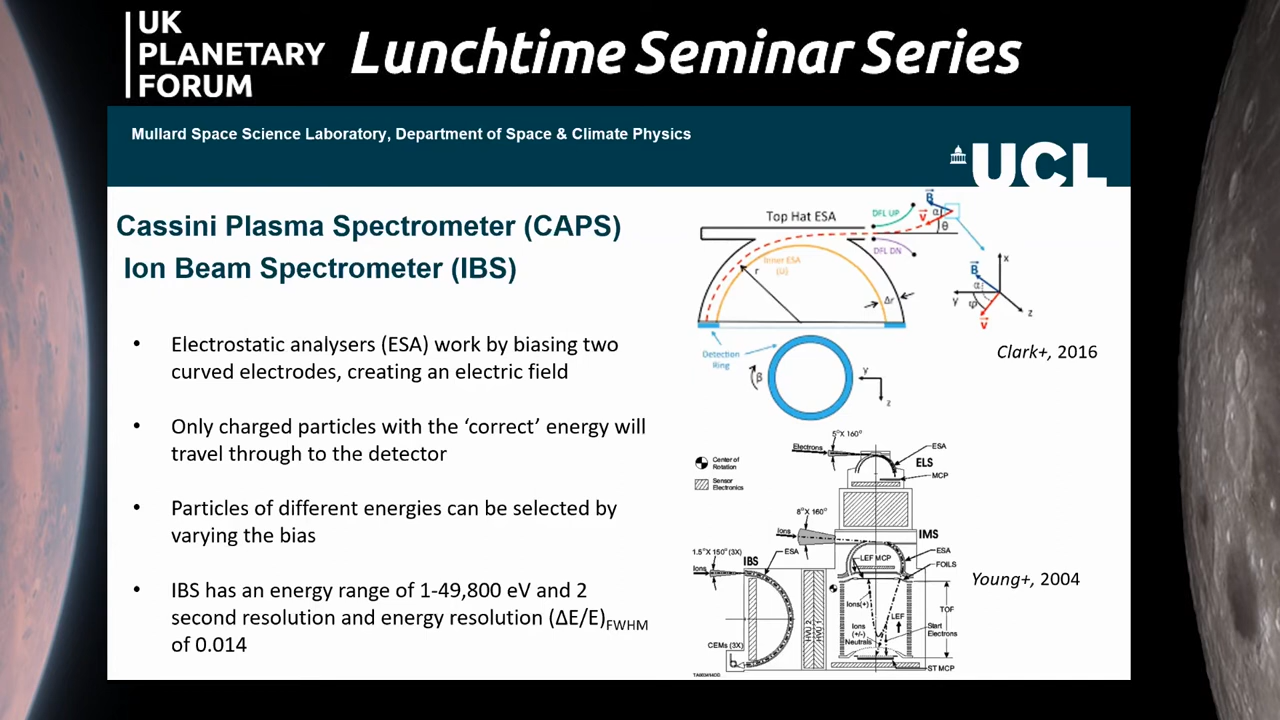 UK
PLANETARY
FORUM
Lunchtime Seminar Series
Mullard Space Science Laboratory, Department of Space & Climate Physics
UCL
Cassini Plasma Spectrometer (CAPS)
Ion Beam Spectrometer (IBS)
• Electrostatic analysers (ESA) work by biasing two
curved electrodes, creating an electric field
• Only charged particles with the ‘correct’ energy will
travel through to the detector
• Particles of different energies can be selected by
varying the bias
• IBS has an energy range of 1-49,800 eV and 2
second resolution and energy resolution (ΔE/E)FWHM
of 0.014
Top Hat ESA
DFL UP
DFL DN
B
α
v
θ
Inner ESA
(U)
r
Δr
x
B
α
y
φ
v
z
Detection
Ring
β
y
z
Clark+, 2016
5°X 160°
Electrons
ESA
ELS
MCP
Center of
Rotation
Sensor
Electronics
8°X 160°
Ions
IMS
1.5°X 150° (3X)
Ions
IBS
ESA
LEF MCP
ESA
FOILS
Ions(+)
TOF
LEF
Ions
(+/-)
Neutrals
Start
Electrons
HVU 2
HVU 1
CEMs (3X)
ST MCP
Young+, 2004